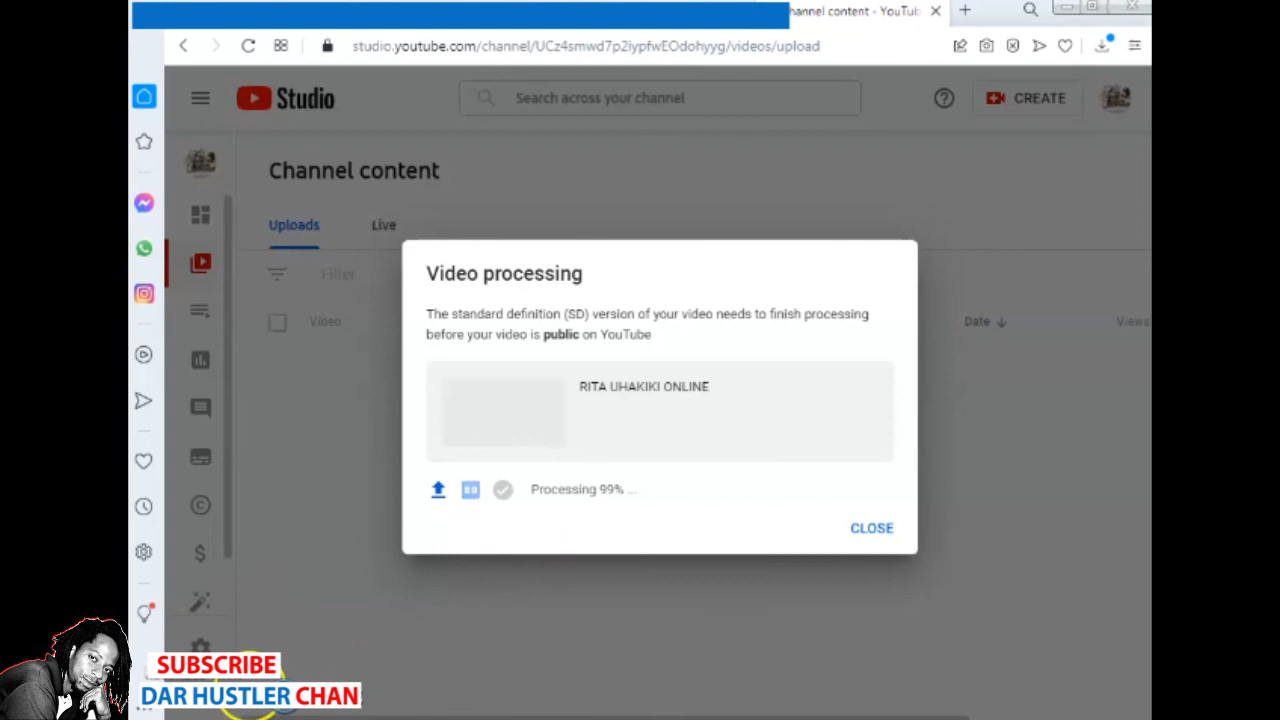 hannel content - YouTub
studio.youtube.com/channel/UCz4smwd7p2iypfwEOdohyyg/videos/upload
Studio
Search across your channel
CREATE
Channel content
Uploads
Live
Filter
Video
Date
Views
Video processing
The standard definition (SD) version of your video needs to finish processing
before your video is public on YouTube
RITA UHAKIKI ONLINE
Processing 99% ...
CLOSE
SUBSCRIBE
DAR HUSTLER CHAN